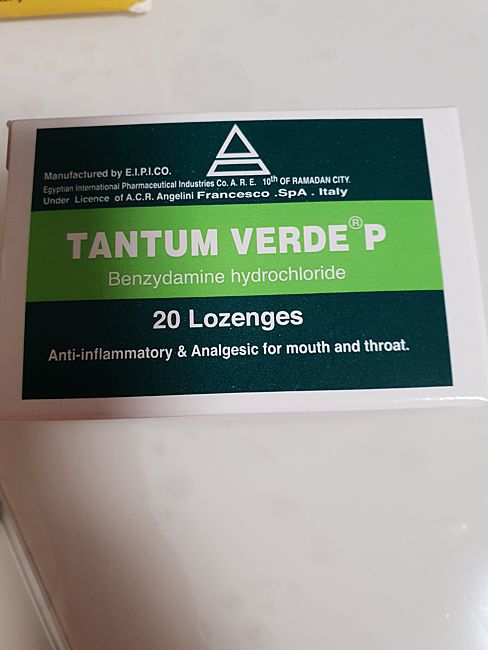 Manufactured by E.I.P.I.CO.
Egyptian International Pharmaceutical Industries Co. A. R. E. 10th OF RAMADAN CITY.
Under Licence of A.C.R. Angelini Francesco .SpA . Italy
TANTUM VERDE® P
Benzydamine hydrochloride
20 Lozenges
Anti-inflammatory & Analgesic for mouth and throat.